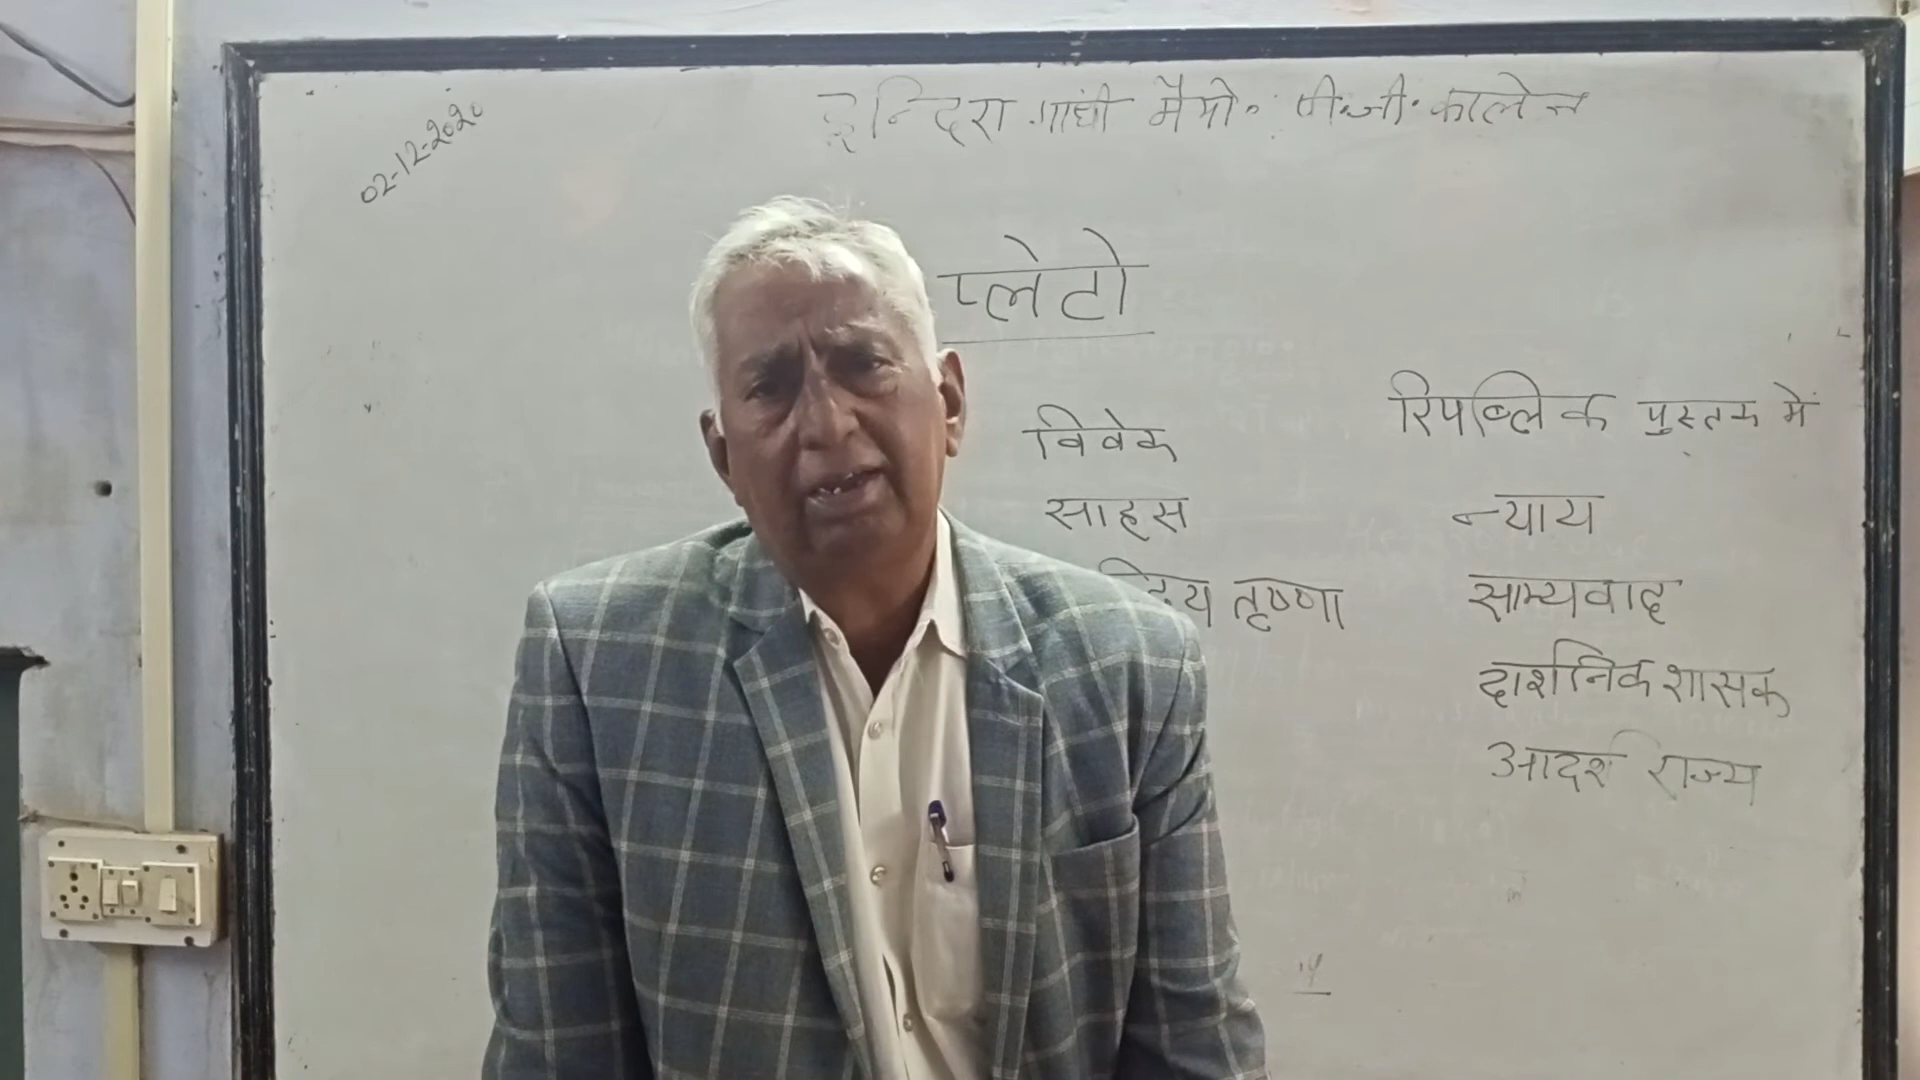 02-12-2020
इन्दिरा गांधी मैमो० पी.जी. कालेज
प्लेटो
विवेक
साहस
तृष्णा
रिपब्लिक पुस्तक में
न्याय
साम्यवाद
दार्शनिक शासक
आदर्श राज्य